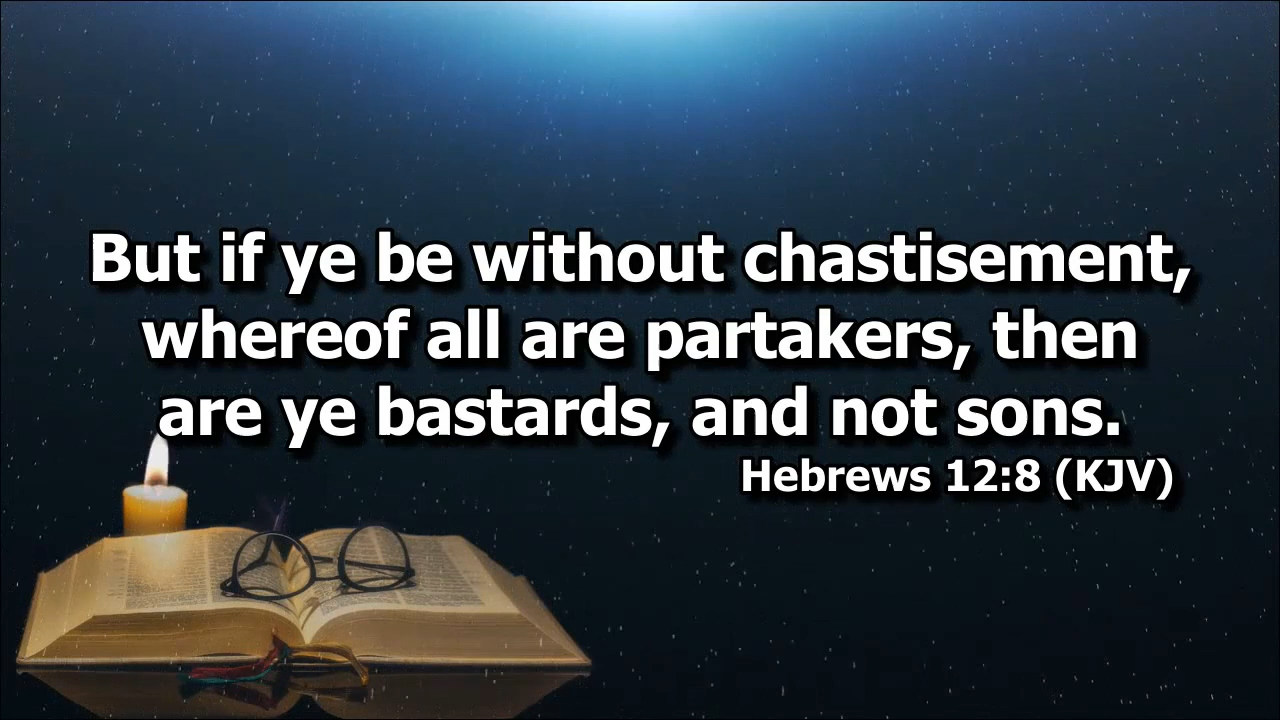 But if ye be without chastisement,
whereof all are partakers, then
are ye bastards, and not sons.
Hebrews 12:8 (KJV)